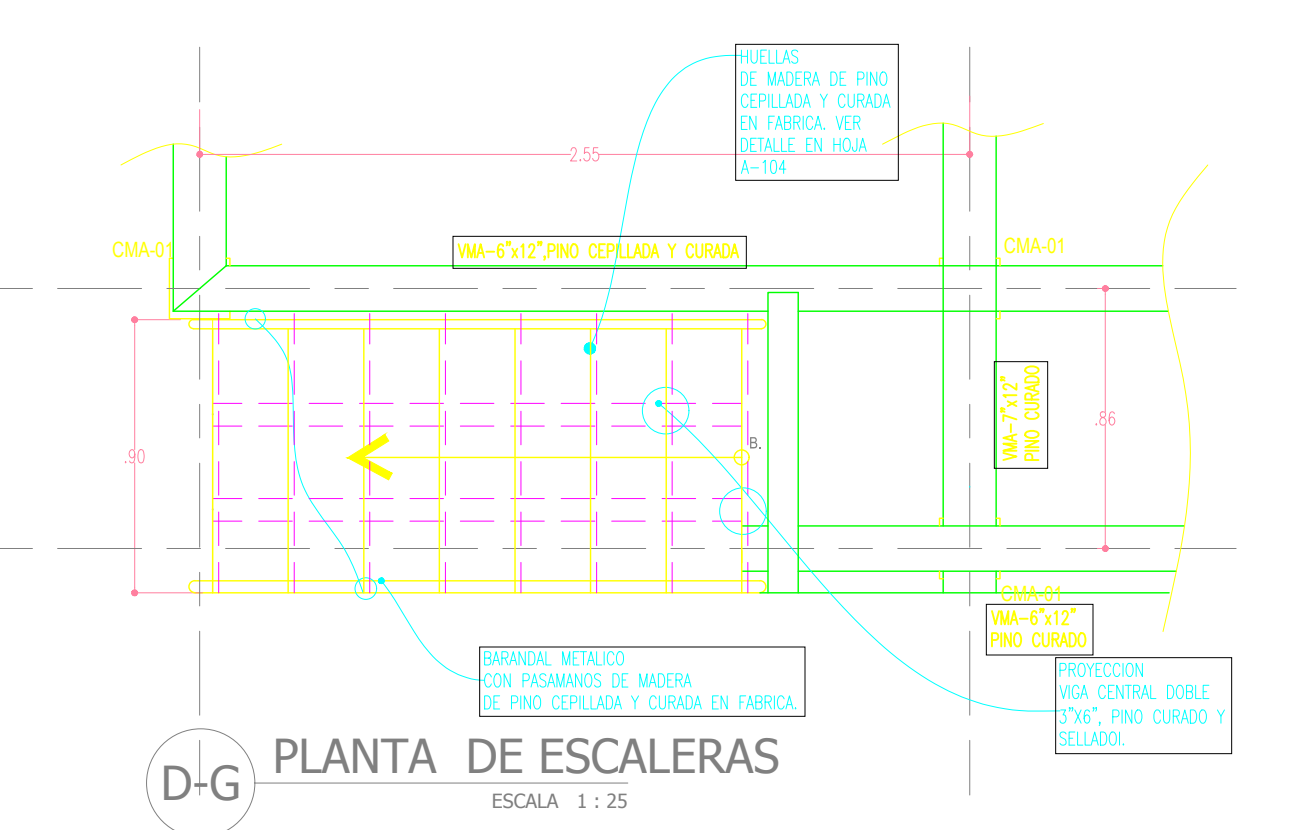 HUELLAS
DE MADERA DE PINO
CEPILLADA Y CURADA
EN FABRICA. VER
DETALLE EN HOJA
A-104
2.55
CMA-01
VMA-6"x12",PINO CEPILLADA Y CURADA
CMA-01
VMA-7"x12"
PINO CURADO
.86
.90
B.
CMA-01
VMA-6"x12"
PINO CURADO
BARANDAL METALICO
CON PASAMANOS DE MADERA
DE PINO CEPILLADA Y CURADA EN FABRICA.
PROYECCION
VIGA CENTRAL DOBLE
3"X6", PINO CURADO Y
SELLADOI.
D-G
PLANTA DE ESCALERAS
ESCALA 1 : 25